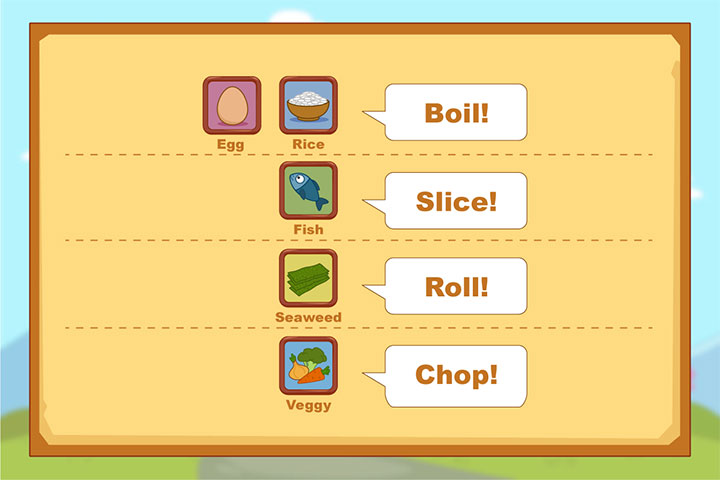 Boil!
Egg Rice
Slice!
Fish
Roll!
Seaweed
Chop!
Veggy